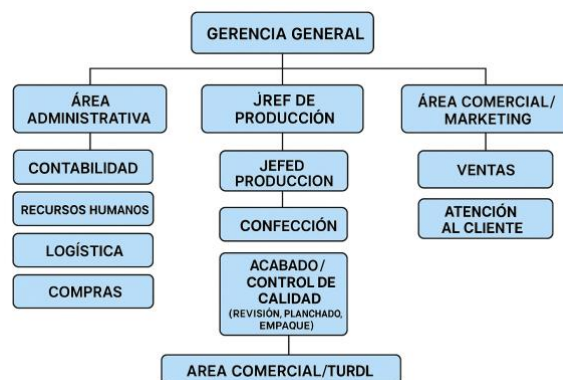 GERENCIA GENERAL
ÁREA
ADMINISTRATIVA
CONTABILIDAD
RECURSOS HUMANOS
LOGÍSTICA
COMPRAS
JREF DE
PRODUCCIÓN
JEFED
PRODUCCION
CONFECCIÓN
ACABADO/
CONTROL DE
CALIDAD
(REVISIÓN, PLANCHADO,
EMPAQUE)
AREA COMERCIAL/TURDL
ÁREA COMERCIAL/
MARKETING
VENTAS
ATENCIÓN
AL CLIENTE